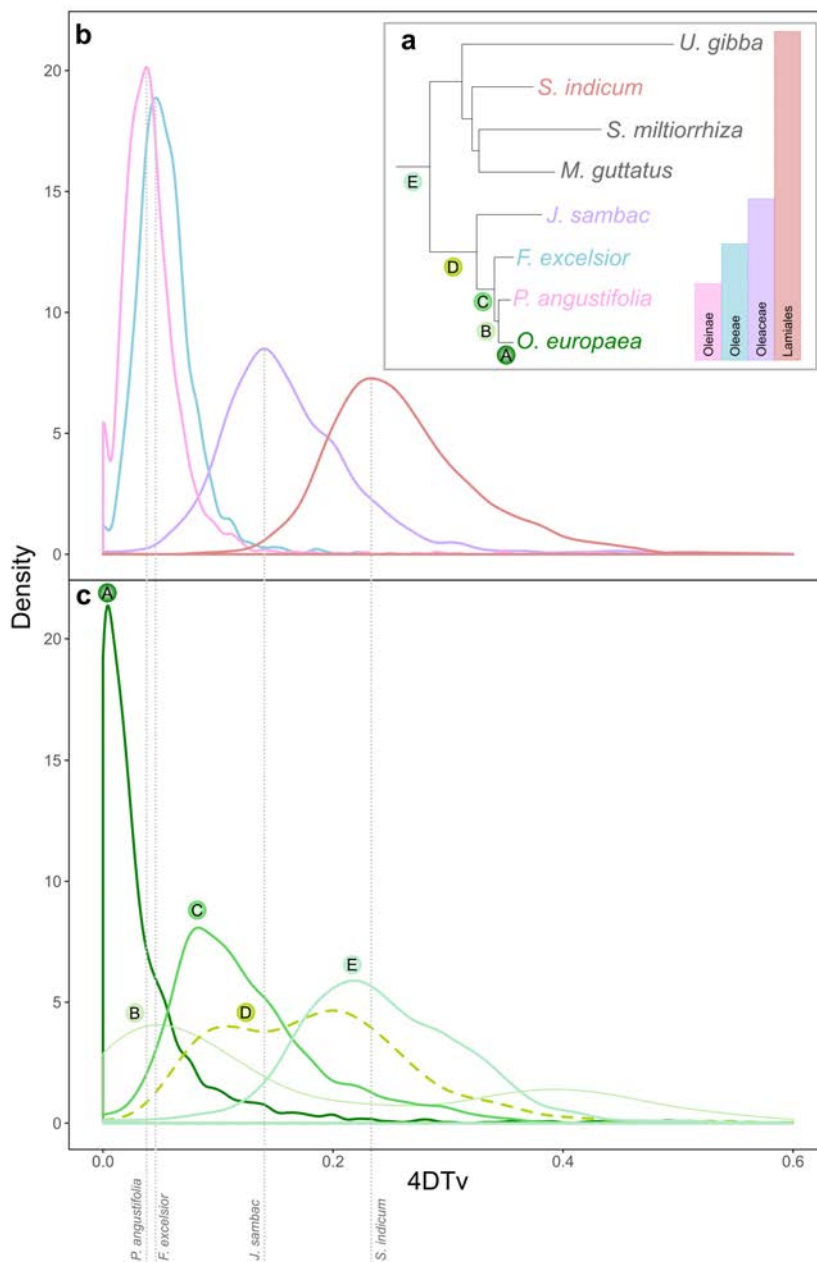 b
a
U. gibba
S. indicum
S. miltiorrhiza
M. guttatus
E
J. sambac
D
F. excelsior
C
P. angustifolia
B
O. europaea
A
Oleinae
Oleeae
Oleaceae
Lamiales
20
15
10
5
0
Density
c
A
20
15
10
C
E
5
B
D
0
0.0
0.2
0.4
0.6
4DTv
P. angustifolia
F. excelsior
J. sambac
S. indicum